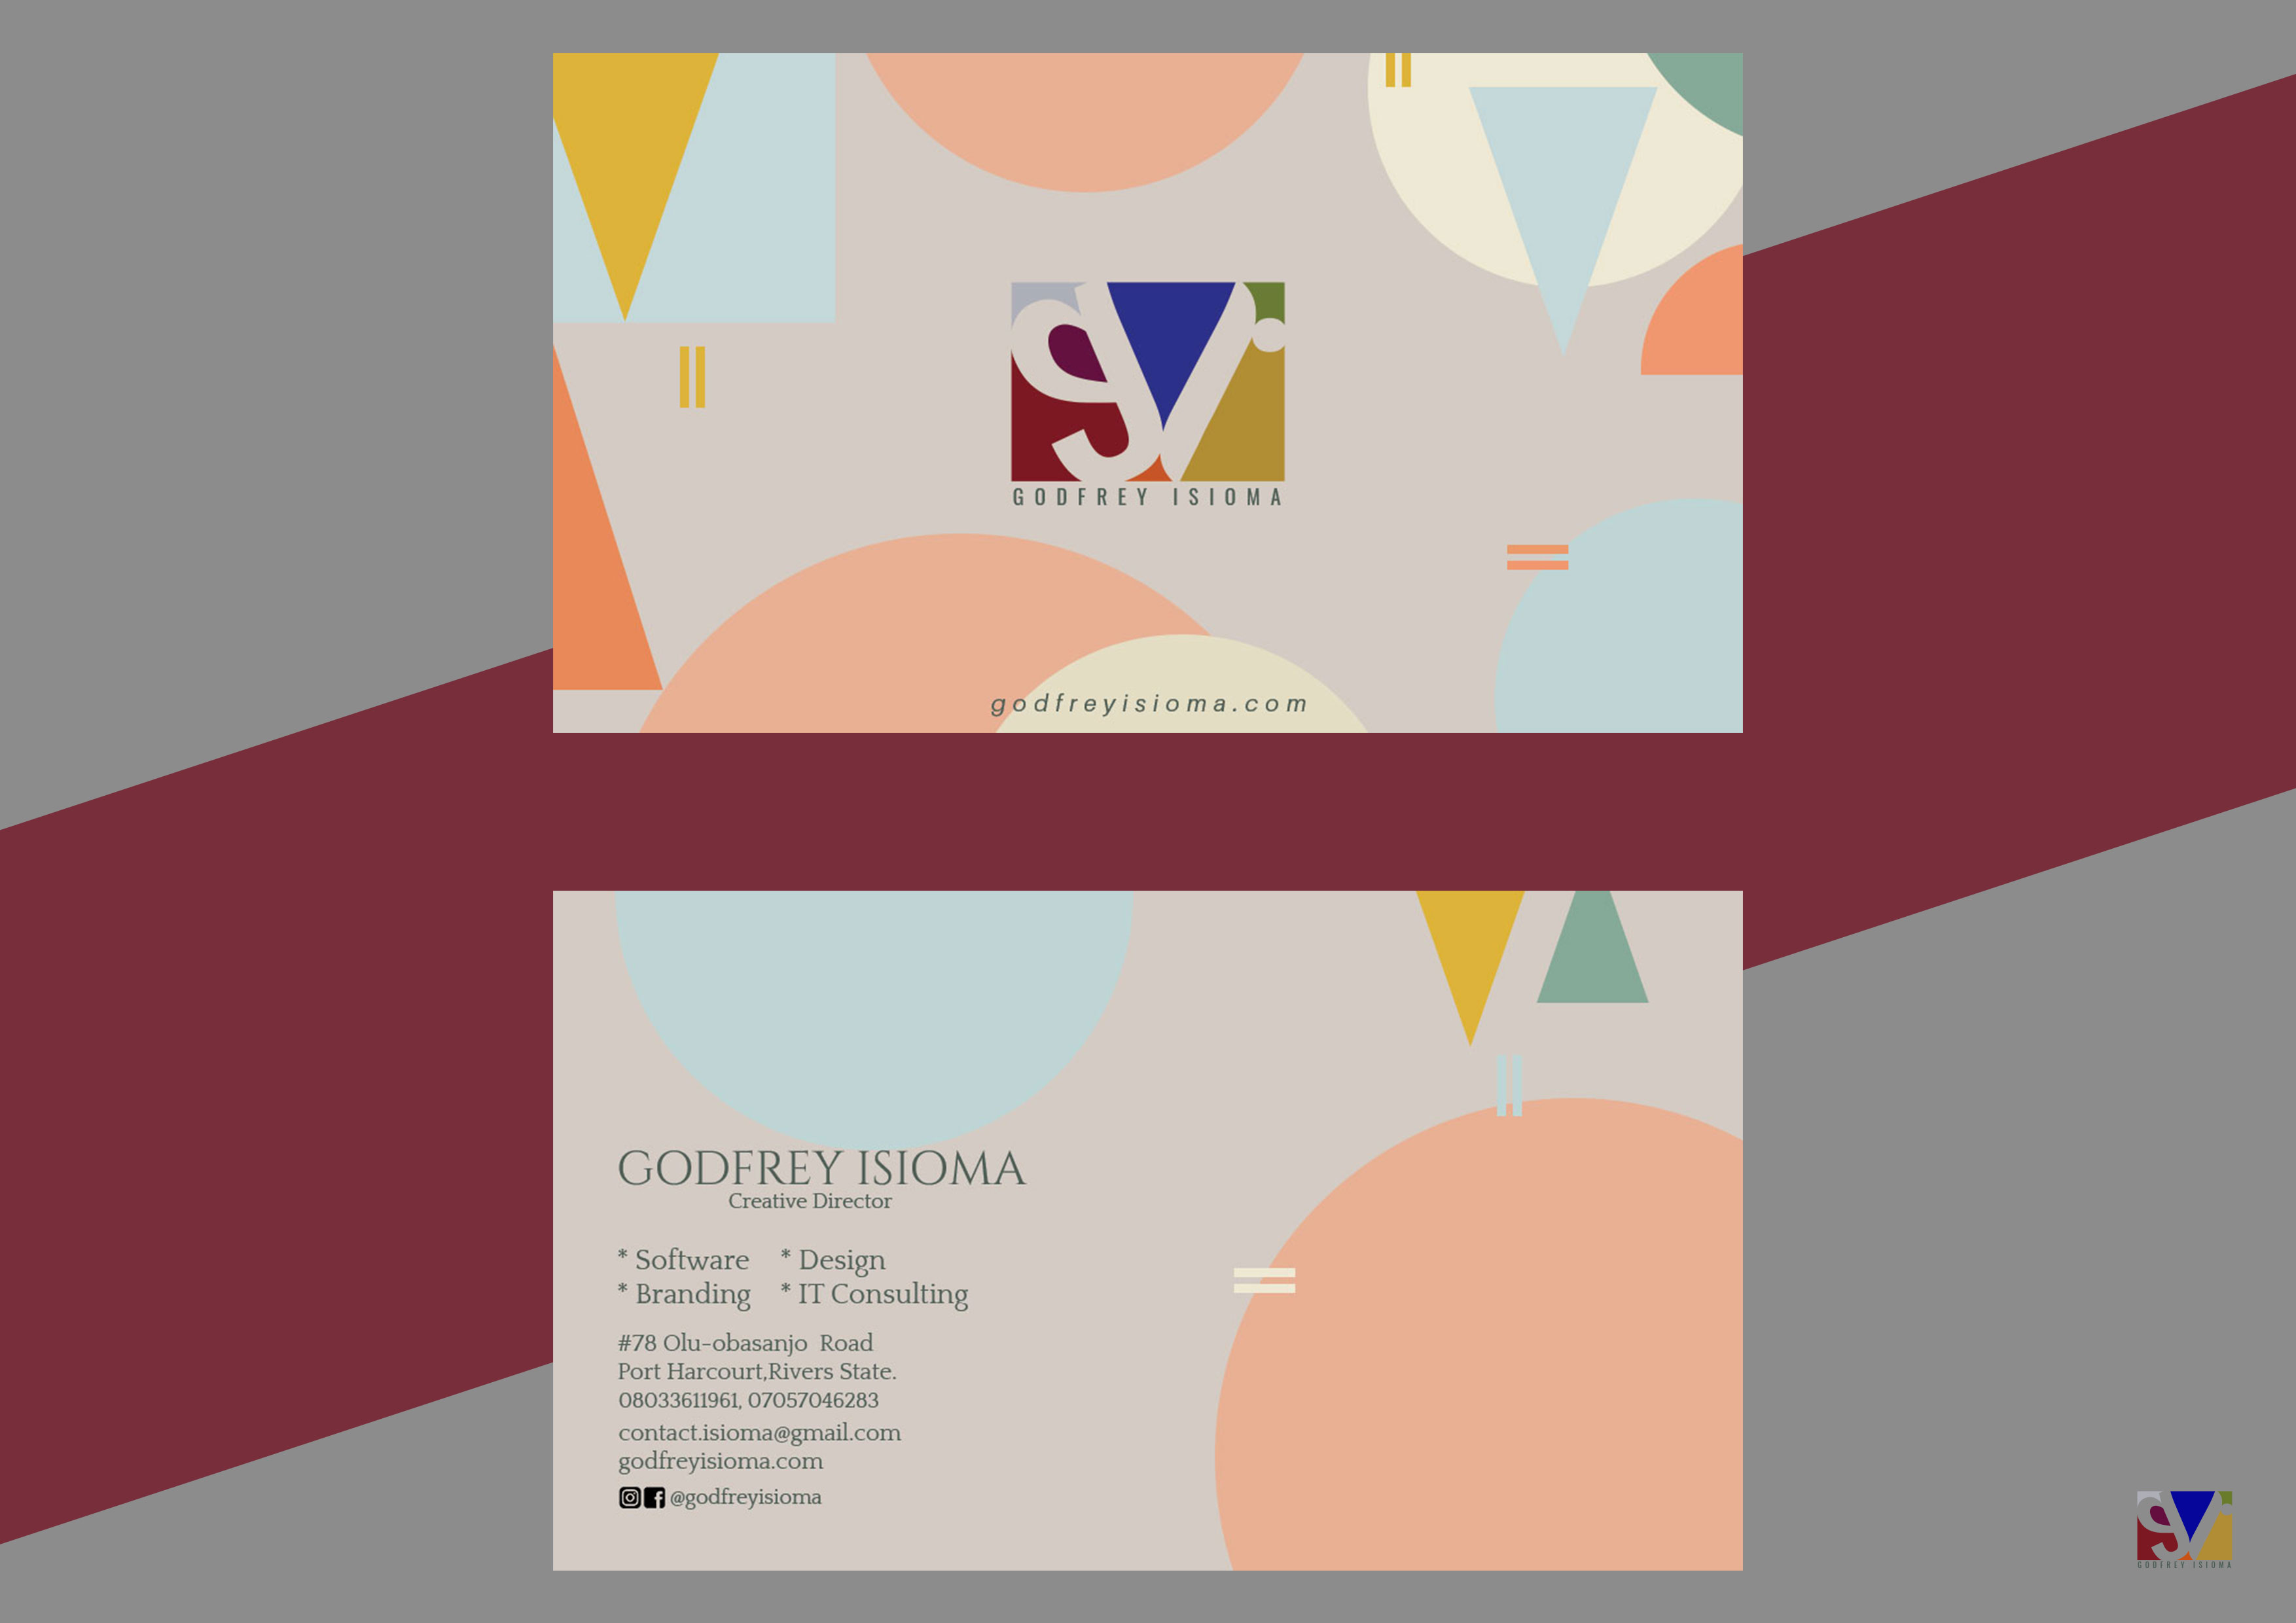 GODFREY ISIOMA
godfreyisioma.com
GODFREY ISIOMA
Creative Director
* Software * Design
* Branding * IT Consulting
#78 Olu-obasanjo Road
Port Harcourt,Rivers State.
08033611961, 07057046283
contact.isioma@gmail.com
godfreyisioma.com
@godfreyisioma
GODFREY ISIOMA